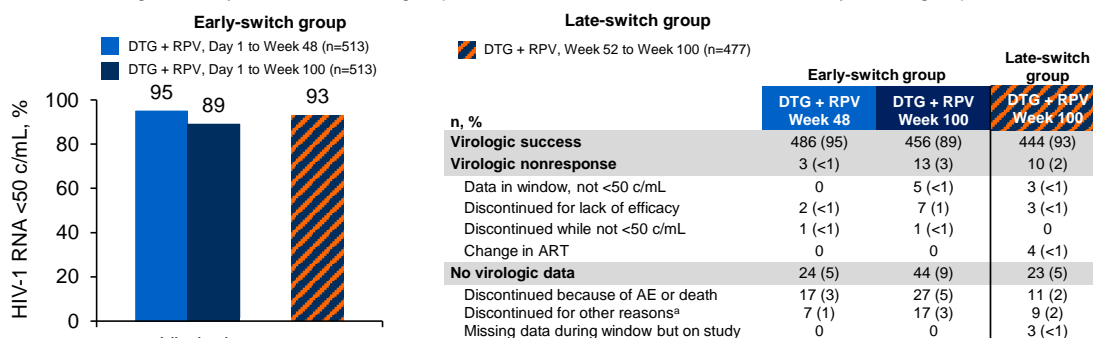 Early-switch group
DTG + RPV, Day 1 to Week 48 (n=513)
DTG + RPV, Day 1 to Week 100 (n=513)
HIV-1 RNA <50 c/mL, %
100
80
60
40
20
0
95
89
93
Late-switch group
DTG + RPV, Week 52 to Week 100 (n=477)
Early-switch group Late-switch group
n, % DTG + RPV Week 48 DTG + RPV Week 100 DTG + RPV Week 100
Virologic success 486 (95) 456 (89) 444 (93)
Virologic nonresponse 3 (<1) 13 (3) 10 (2)
Data in window, not <50 c/mL 0 5 (<1) 3 (<1)
Discontinued for lack of efficacy 2 (<1) 7 (1) 3 (<1)
Discontinued while not <50 c/mL 1 (<1) 1 (<1) 0
Change in ART 0 0 4 (<1)
No virologic data 24 (5) 44 (9) 23 (5)
Discontinued because of AE or death 17 (3) 27 (5) 11 (2)
Discontinued for other reasonsᵃ 7 (1) 17 (3) 9 (2)
Missing data during window but on study 0 0 3 (<1)